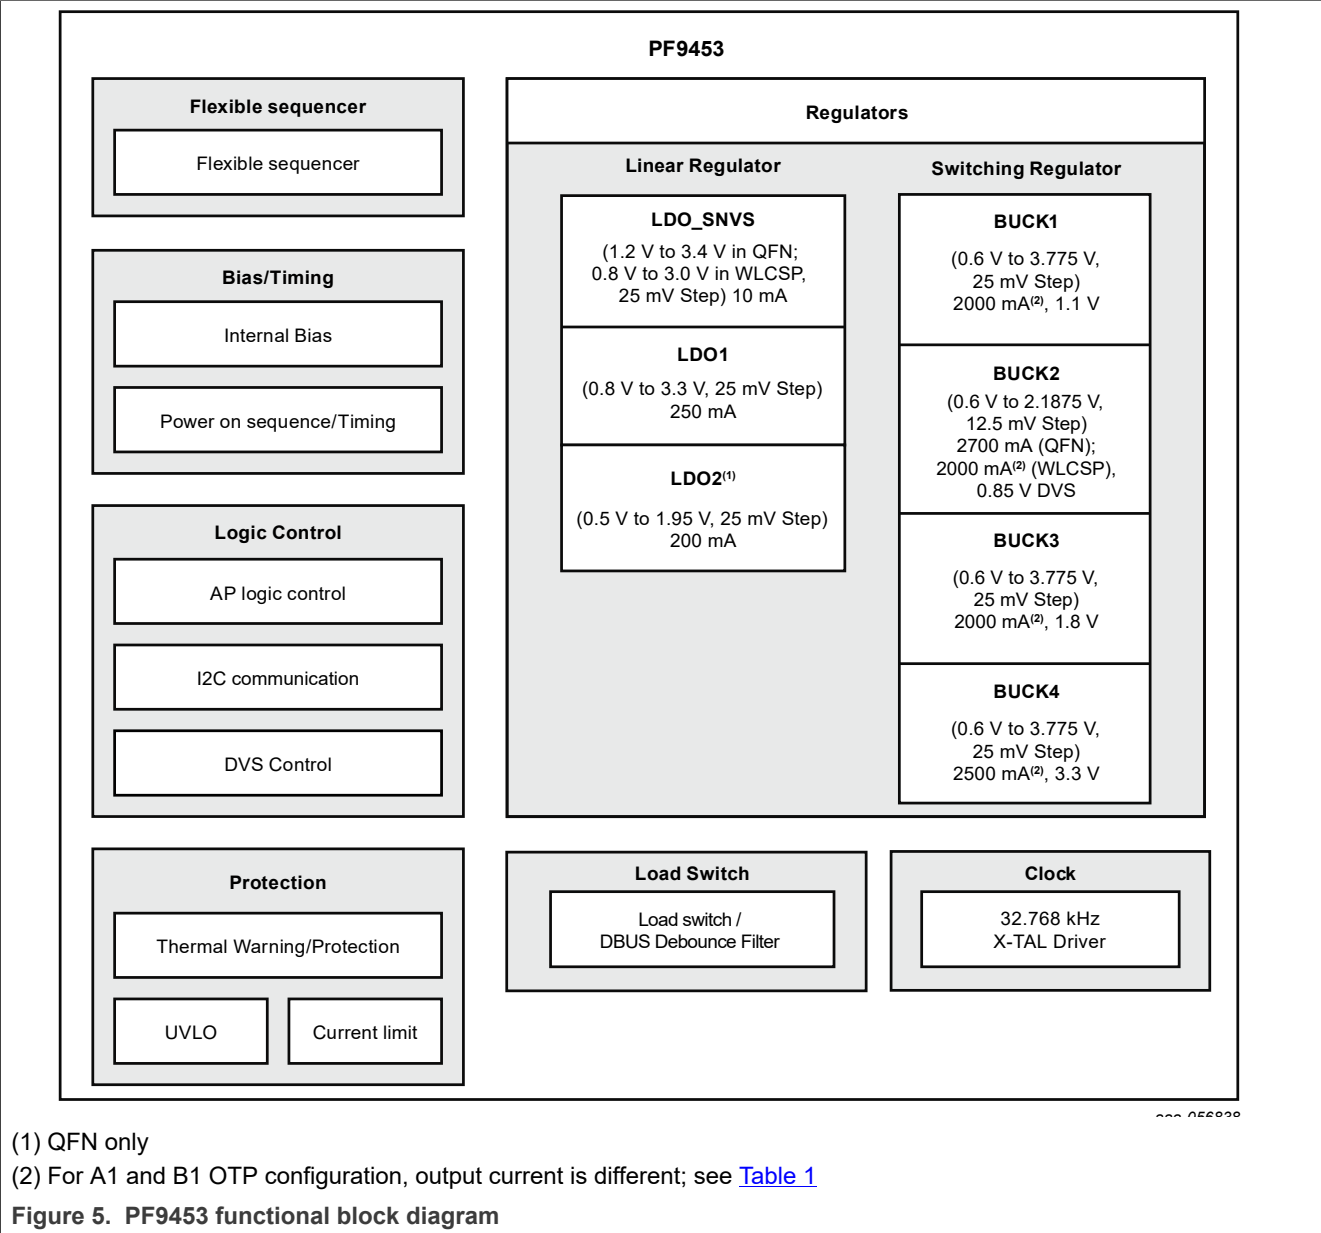 PF9453
Flexible sequencer
Flexible sequencer
Bias/Timing
Internal Bias
Power on sequence/Timing
Logic Control
AP logic control
I2C communication
DVS Control
Protection
Thermal Warning/Protection
UVLO
Current limit
Regulators
Linear Regulator
LDO_SNVS
(1.2 V to 3.4 V in QFN;
0.8 V to 3.0 V in WLCSP,
25 mV Step) 10 mA
LDO1
(0.8 V to 3.3 V, 25 mV Step)
250 mA
LDO2(1)
(0.5 V to 1.95 V, 25 mV Step)
200 mA
Switching Regulator
BUCK1
(0.6 V to 3.775 V,
25 mV Step)
2000 mA(2), 1.1 V
BUCK2
(0.6 V to 2.1875 V,
12.5 mV Step)
2700 mA (QFN);
2000 mA(2) (WLCSP),
0.85 V DVS
BUCK3
(0.6 V to 3.775 V,
25 mV Step)
2000 mA(2), 1.8 V
BUCK4
(0.6 V to 3.775 V,
25 mV Step)
2500 mA(2), 3.3 V
Load Switch
Load switch /
DBUS Debounce Filter
Clock
32.768 kHz
X-TAL Driver
(1) QFN only
(2) For A1 and B1 OTP configuration, output current is different; see Table 1
Figure 5. PF9453 functional block diagram